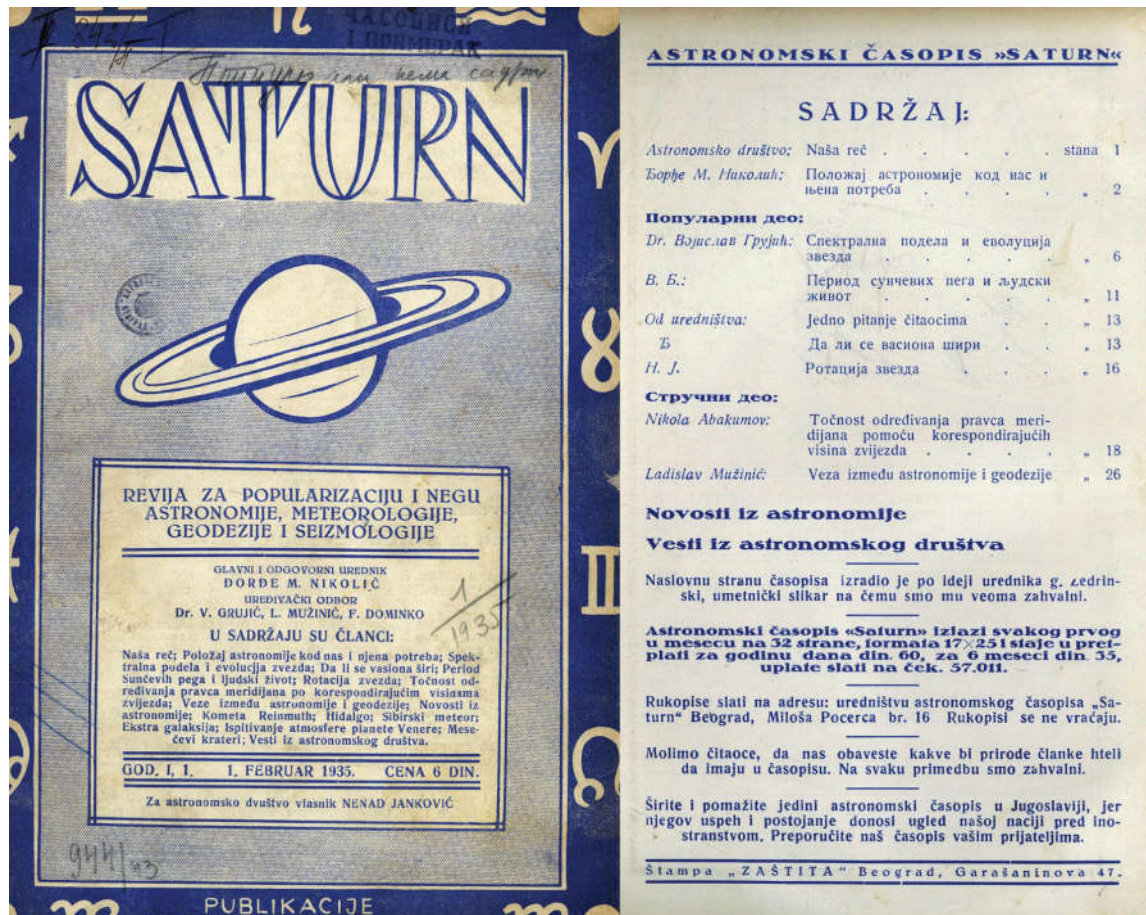 ЧАСОПИСИ
I ПРИМЕРАК
SATURN
REVIJA ZA POPULARIZACIJU I NEGU
ASTRONOMIJE, METEOROLOGIJE,
GEODEZIJE I SEIZMOLOGIJE
GLAVNI I ODGOVORNI UREDNIK
ĐORĐE M. NIKOLIĆ
UREĐIVAČKI ODBOR
Dr. V. GRUJIĆ, L. MUŽINIĆ, F. DOMINKO
1
1935
U SADRŽAJU SU ČLANCI:
Naša reč; Položaj astronomije kod nas i njena potreba; Spek-
tralna podela i evolucija zvezda; Da li se vasiona širi; Period
Sunčevih pega i ljudski život; Rotacija zvezda; Točnost od-
ređivanja pravca meridijana po korespondirajućim visinama
zvijezda; Veze između astronomije i geodezije; Novosti iz
astronomije; Kometa Reinmuth; Hidalgo; Sibirski meteor;
Ekstra galaksija; Ispitivanje atmosfere planete Venere; Mese-
čevi krateri; Vesti iz astronomskog društva.
GOD. I, 1. 1. FEBRUAR 1935. CENA 6 DIN.
Za astronomsko dvuštvo vlasnik NENAD JANKOVIĆ
944/43
PUBLIKACIJE
ASTRONOMSKI ČASOPIS »SATURN«
SADRŽAJ:
Astronomsko društvo: Naša reč . . . . . stana 1
Ђорђе М. Николић: Положај астрономије код нас и
њена потреба . . . . „ 2
Популарни део:
Dr. Војислав Грујић: Спектрална подела и еволуција
звезда . . . . . „ 6
В. Б.: Период сунчевих пега и људски
живот . . . . . „ 11
Od uredništva: Jedno pitanje čitaocima . . „ 13
Ђ Да ли се васиона шири . . „ 13
Н. Ј. Ротација звезда . . . „ 16
Стручни део:
Nikola Abakumov: Točnost određivanja pravca meri-
dijana pomoću korespondirajućih
visina zvijezda . . . . „ 18
Ladislav Mužinić: Veza između astronomije i geodezije „ 26
Novosti iz astronomije
Vesti iz astronomskog društva
Naslovnu stranu časopisa izradio je po ideji urednika g. Zedrin-
ski, umetnički slikar na čemu smo mu veoma zahvalni.
Astronomski časopis «Saturn» izlazi svakog prvog
u mesecu na 32 strane, formata 17×25 i staje u pret-
plati za godinu dana din. 60, za 6 meseci din. 35,
uplate slati na ček. 57.011.
Rukopise slati na adresu: uredništvu astronomskog časopisa „Sa-
turn“ Beograd, Miloša Pocerca br. 16 Rukopisi se ne vraćaju.
Molimo čitaoce, da nas obaveste kakve bi prirode članke hteli
da imaju u časopisu. Na svaku primedbu smo zahvalni.
Širite i pomažite jedini astronomski časopis u Jugoslaviji, jer
njegov uspeh i postojanje donosi ugled našoj naciji pred ino-
stranstvom. Preporučite naš časopis vašim prijateljima.
Štampa „ZAŠTITA“ Beograd, Garašaninova 47.